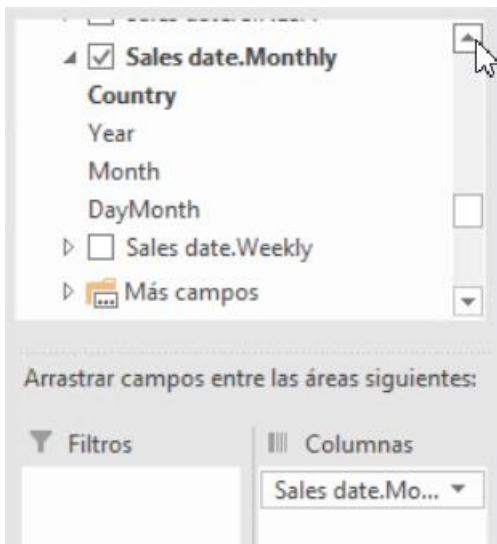 Sales date.Monthly
Country
Year
Month
DayMonth
Sales date.Weekly
Más campos
Arrastrar campos entre las áreas siguientes:
Filtros
Columnas
Sales date.Mo...